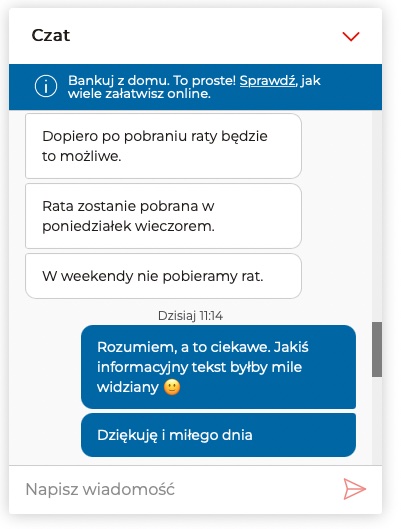 Czat
Bankuj z domu. To proste! Sprawdź, jak
wiele załatwisz online.
Dopiero po pobraniu raty będzie
to możliwe.
Rata zostanie pobrana w
poniedziałek wieczorem.
W weekendy nie pobieramy rat.
Dzisiaj 11:14
Rozumiem, a to ciekawe. Jakiś
informacyjny tekst byłby mile
widziany 🙂
Dziękuję i miłego dnia
Napisz wiadomość